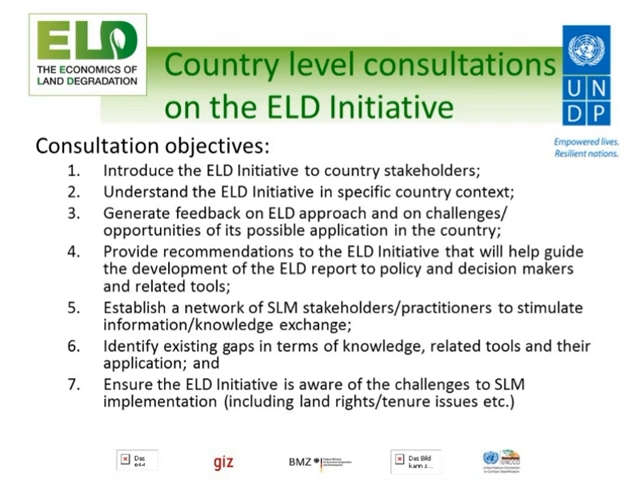 ELD
THE ECONOMICS OF
LAND DEGRADATION
Country level consultations
on the ELD Initiative
U N
D P
Empowered lives.
Resilient nations.
Consultation objectives:
1. Introduce the ELD Initiative to country stakeholders;
2. Understand the ELD Initiative in specific country context;
3. Generate feedback on ELD approach and on challenges/
opportunities of its possible application in the country;
4. Provide recommendations to the ELD Initiative that will help guide
the development of the ELD report to policy and decision makers
and related tools;
5. Establish a network of SLM stakeholders/practitioners to stimulate
information/knowledge exchange;
6. Identify existing gaps in terms of knowledge, related tools and their
application; and
7. Ensure the ELD Initiative is aware of the challenges to SLM
implementation (including land rights/tenure issues etc.)
Das
giz
BMZ
Das Bild
kann z...